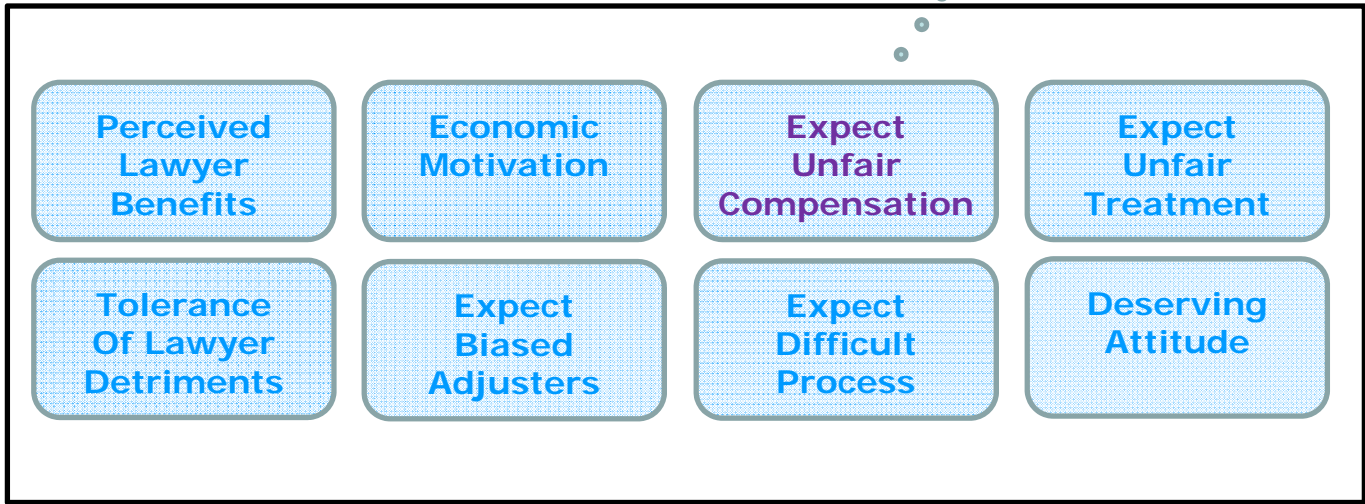 Perceived
Lawyer
Benefits
Economic
Motivation
Expect
Unfair
Compensation
Expect
Unfair
Treatment
Tolerance
Of Lawyer
Detriments
Expect
Biased
Adjusters
Expect
Difficult
Process
Deserving
Attitude